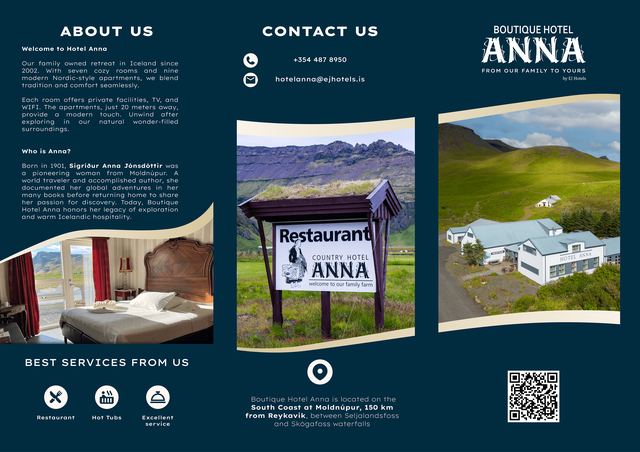 ABOUT US
Welcome to Hotel Anna
Our family owned retreat in Iceland since
2002. With seven cozy rooms and nine
modern Nordic-style apartments, we blend
tradition and comfort seemlessly.
Each room offers private facilities, TV, and
WIFI. The apartments, just 20 meters away,
provide a modern touch. Unwind after
exploring in our natural wonder-filled
surroundings.
Who is Anna?
Born in 1901, Sigríður Anna Jónsdóttir was
a pioneering woman from Moldnúpur. A
world traveler and accomplished author, she
documented her global adventures in her
many books before returning home to share
her passion for discovery. Today, Boutique
Hotel Anna honors her legacy of exploration
and warm Icelandic hospitality.
BEST SERVICES FROM US
Restaurant
Hot Tubs
Excellent
service
CONTACT US
+354 487 8950
hotelanna@ejhotels.is
Restaurant
COUNTRY HOTEL
ANNA
welcome to our family farm
Boutique Hotel Anna is located on the
South Coast at Moldnúpur, 150 km
from Reykavik, between Seljalandsfoss
and Skógafoss waterfalls
BOUTIQUE HOTEL
ANNA
FROM OUR FAMILY TO YOURS
by EJ Hotels
HOTEL ANNA